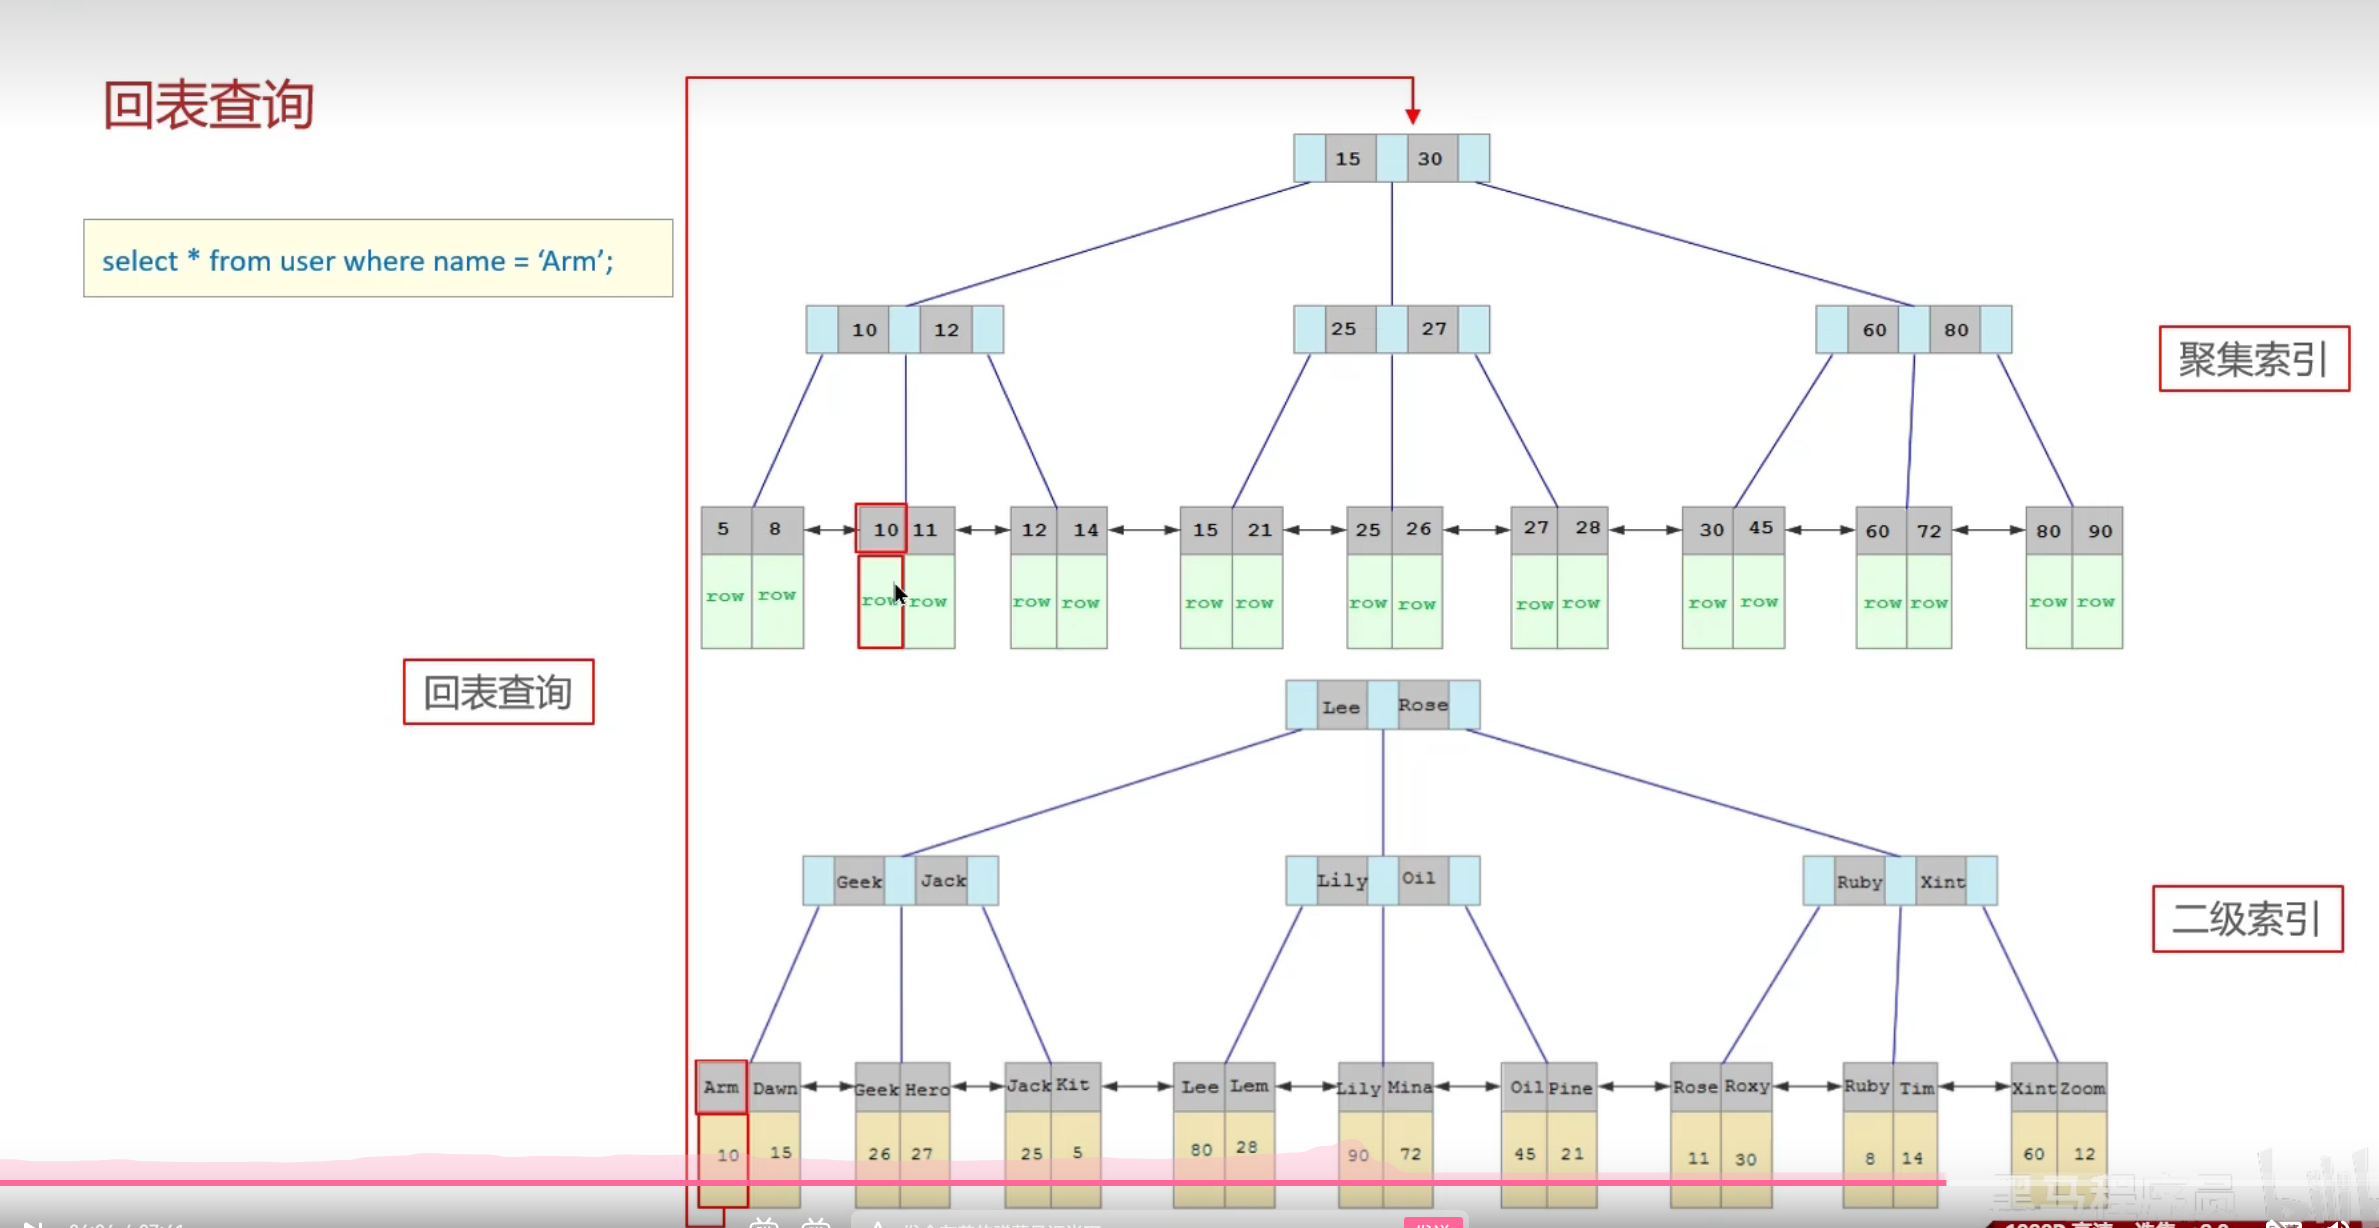 回表查询
select * from user where name = ‘Arm’;
15 30
10 12 25 27 60 80
聚集索引
5 8 10 11 12 14 15 21 25 26 27 28 30 45 60 72 80 90
row row row row row row row row row row row row row row row row row row
回表查询
Lee Rose
Geek Jack Lily Oil Ruby Xint
二级索引
Arm Dawn Geek Hero Jack Kit Lee Lem Lily Mina Oil Pine Rose Roxy Ruby Tim Xint Zoom
10 15 26 27 25 5 80 28 90 72 45 21 11 30 8 14 60 12
黑马程序员